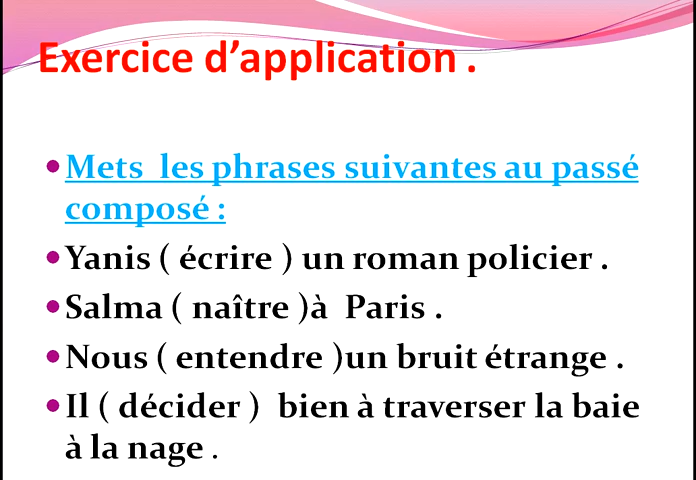 Exercice d’application .
Mets les phrases suivantes au passé
composé :
Yanis ( écrire ) un roman policier .
Salma ( naître )à Paris .
Nous ( entendre )un bruit étrange .
Il ( décider ) bien à traverser la baie
à la nage .